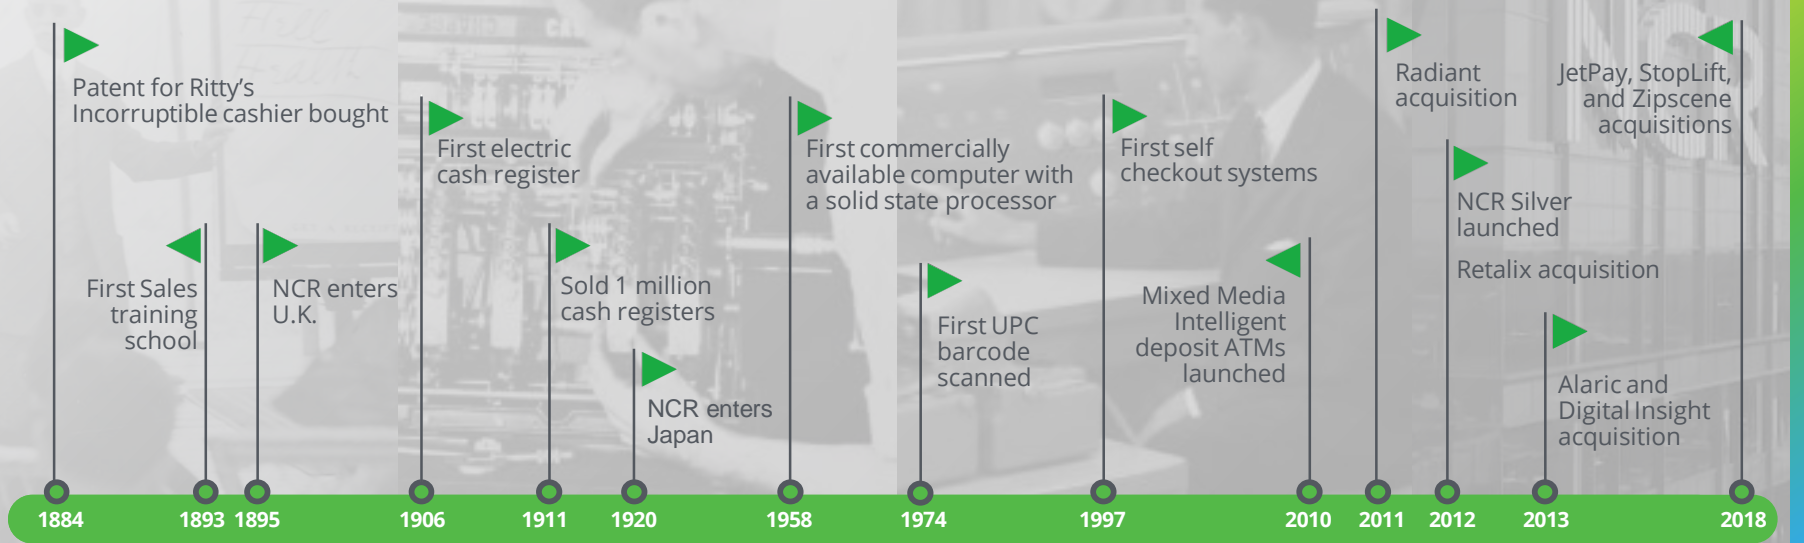 Patent for Ritty’s
Incorruptible cashier bought
First Sales
training
school
NCR enters
U.K.
First electric
cash register
Sold 1 million
cash registers
NCR enters
Japan
First commercially
available computer with
a solid state processor
First UPC
barcode
scanned
First self
checkout systems
Mixed Media
Intelligent
deposit ATMs
launched
Radiant
acquisition
NCR Silver
launched
Retalix acquisition
Alaric and
Digital Insight
acquisition
JetPay, StopLift,
and Zipscene
acquisitions
NCR
1884 1893 1895 1906 1911 1920 1958 1974 1997 2010 2011 2012 2013 2018